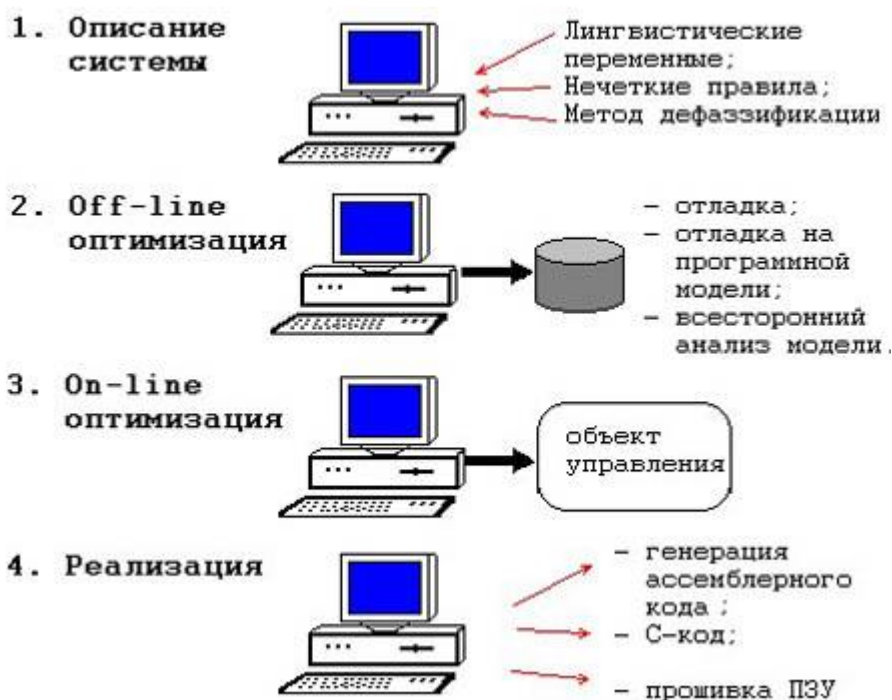 1. Описание
системы
Лингвистические
переменные;
Нечеткие правила;
Метод дефаззификации
2. Off-line
оптимизация
- отладка;
- отладка на
программной
модели;
- всесторонний
анализ модели.
3. On-line
оптимизация
объект
управления
4. Реализация
- генерация
ассемблерного
кода ;
- С-код;
- прошивка ПЗУ